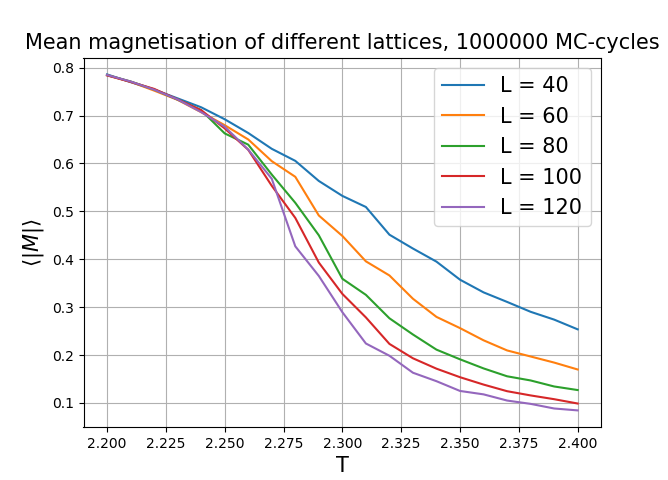 Mean magnetisation of different lattices, 1000000 MC-cycles
0.8
0.7
0.6
0.5
0.4
0.3
0.2
0.1
⟨|M|⟩
L = 40
L = 60
L = 80
L = 100
L = 120
2.200 2.225 2.250 2.275 2.300 2.325 2.350 2.375 2.400
T